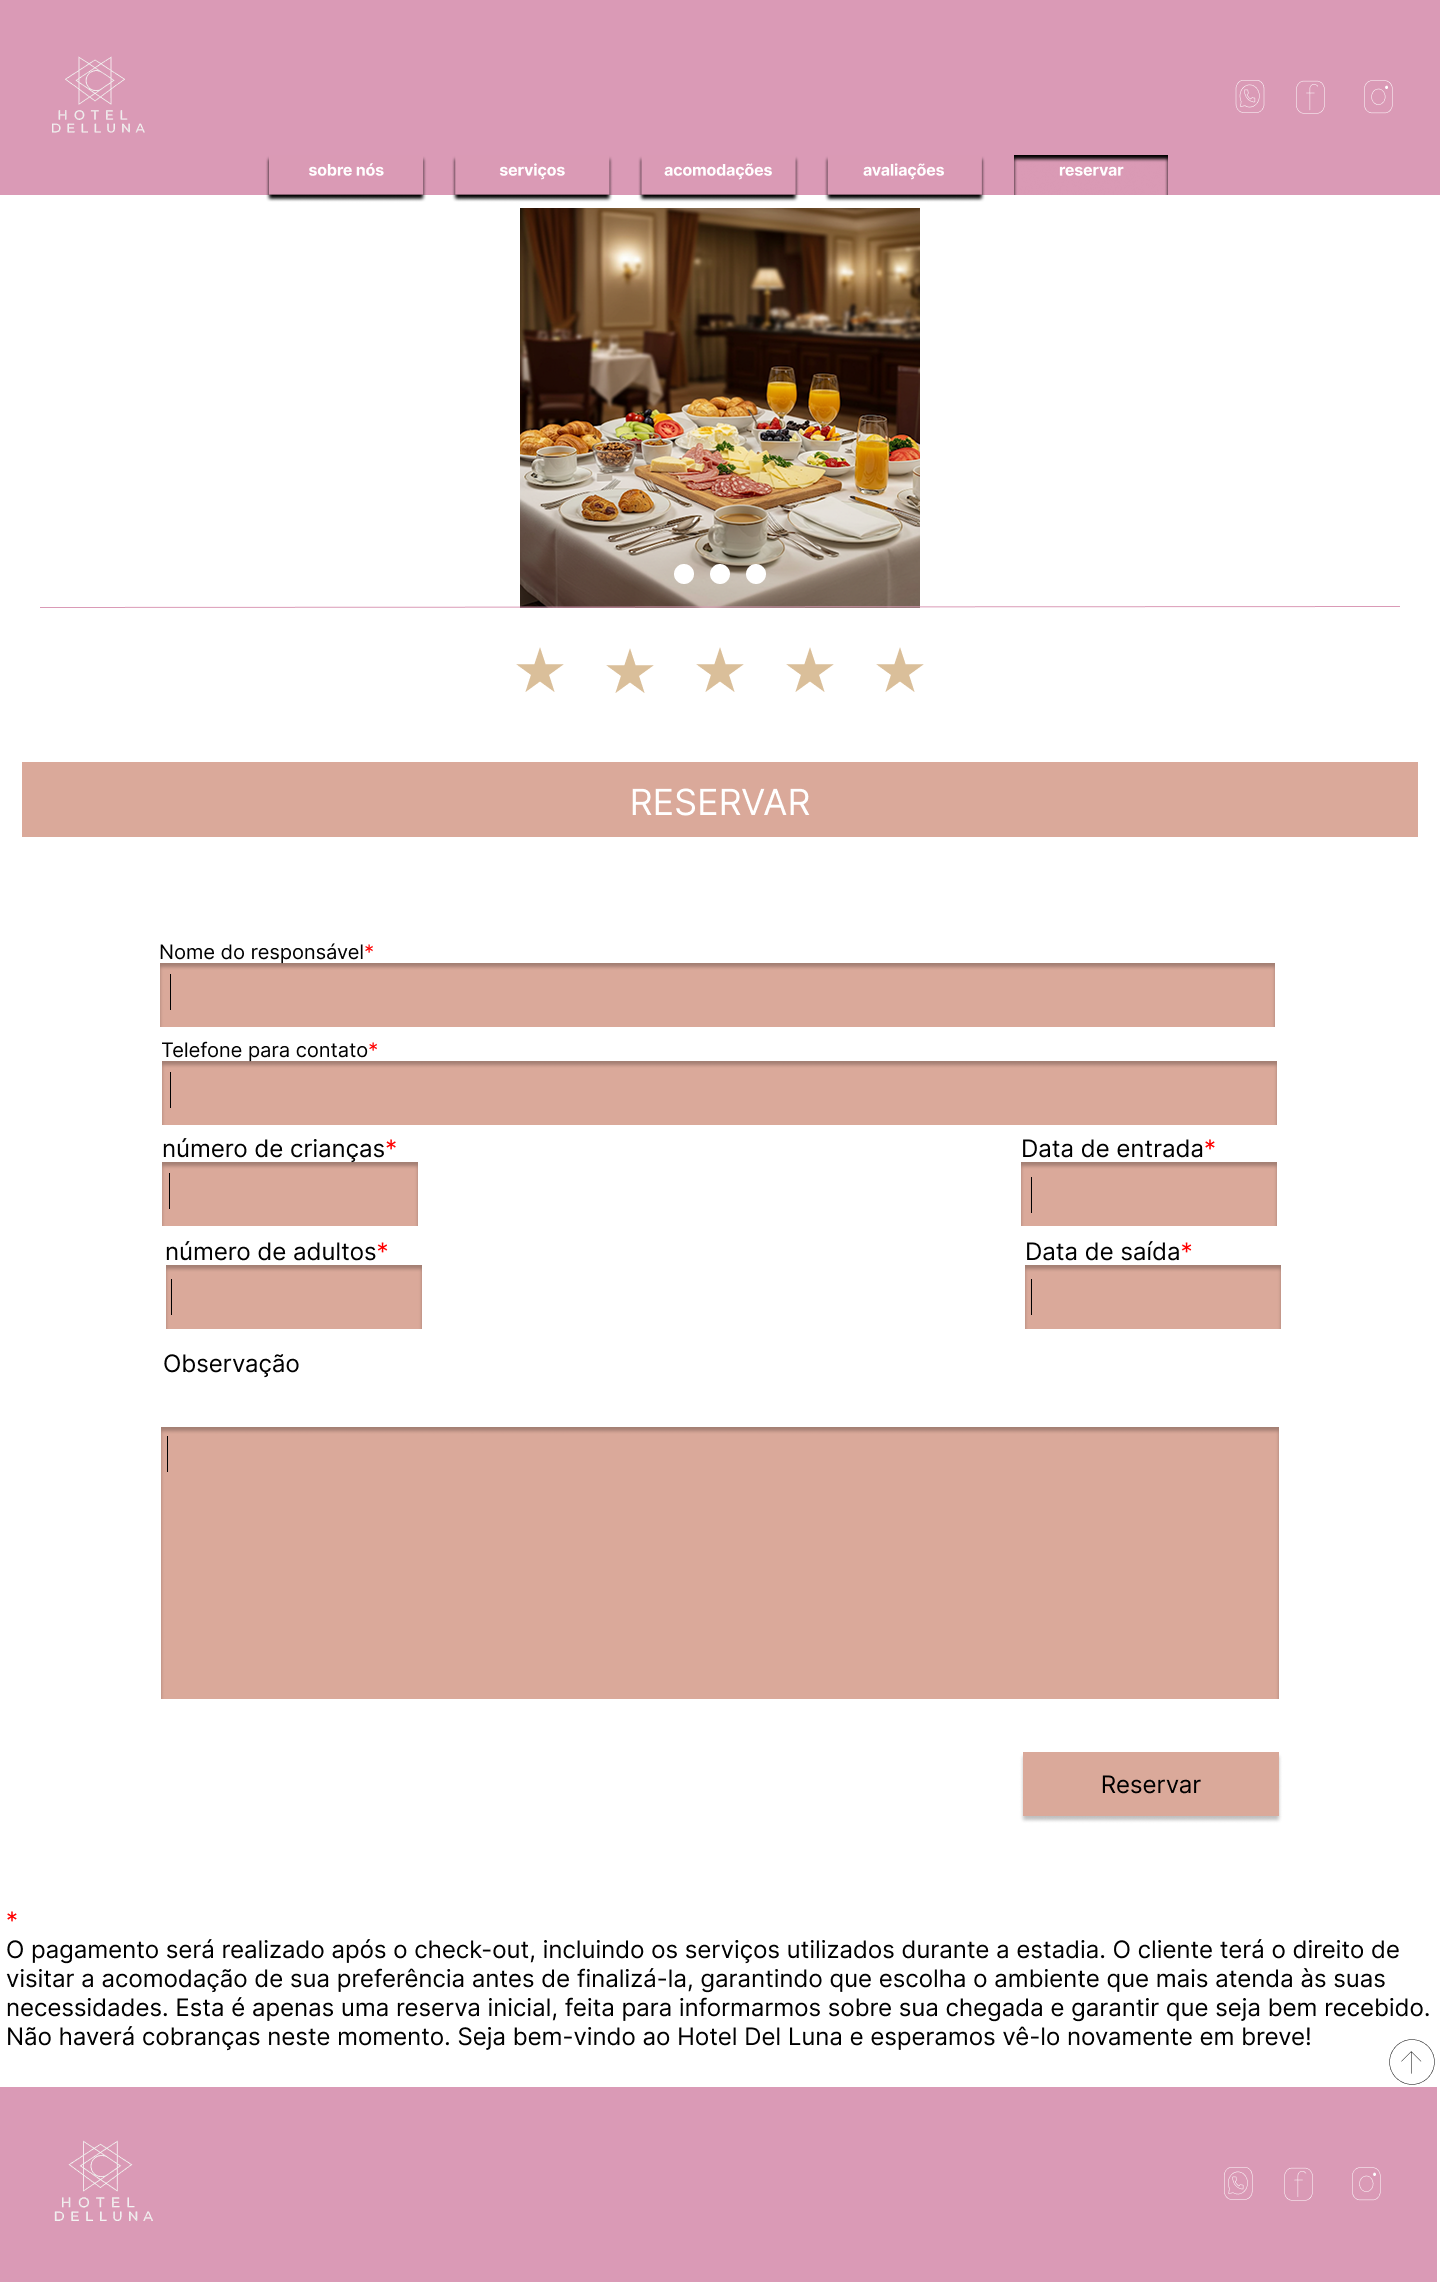 HOTEL
DELLUNA
sobre nós
serviços
acomodações
avaliações
reservar
RESERVAR
Nome do responsável*
Telefone para contato*
número de crianças*
Data de entrada*
número de adultos*
Data de saída*
Observação
Reservar
*
O pagamento será realizado após o check-out, incluindo os serviços utilizados durante a estadia. O cliente terá o direito de
visitar a acomodação de sua preferência antes de finalizá-la, garantindo que escolha o ambiente que mais atenda às suas
necessidades. Esta é apenas uma reserva inicial, feita para informarmos sobre sua chegada e garantir que seja bem recebido.
Não haverá cobranças neste momento. Seja bem-vindo ao Hotel Del Luna e esperamos vê-lo novamente em breve!
HOTEL
DELLUNA